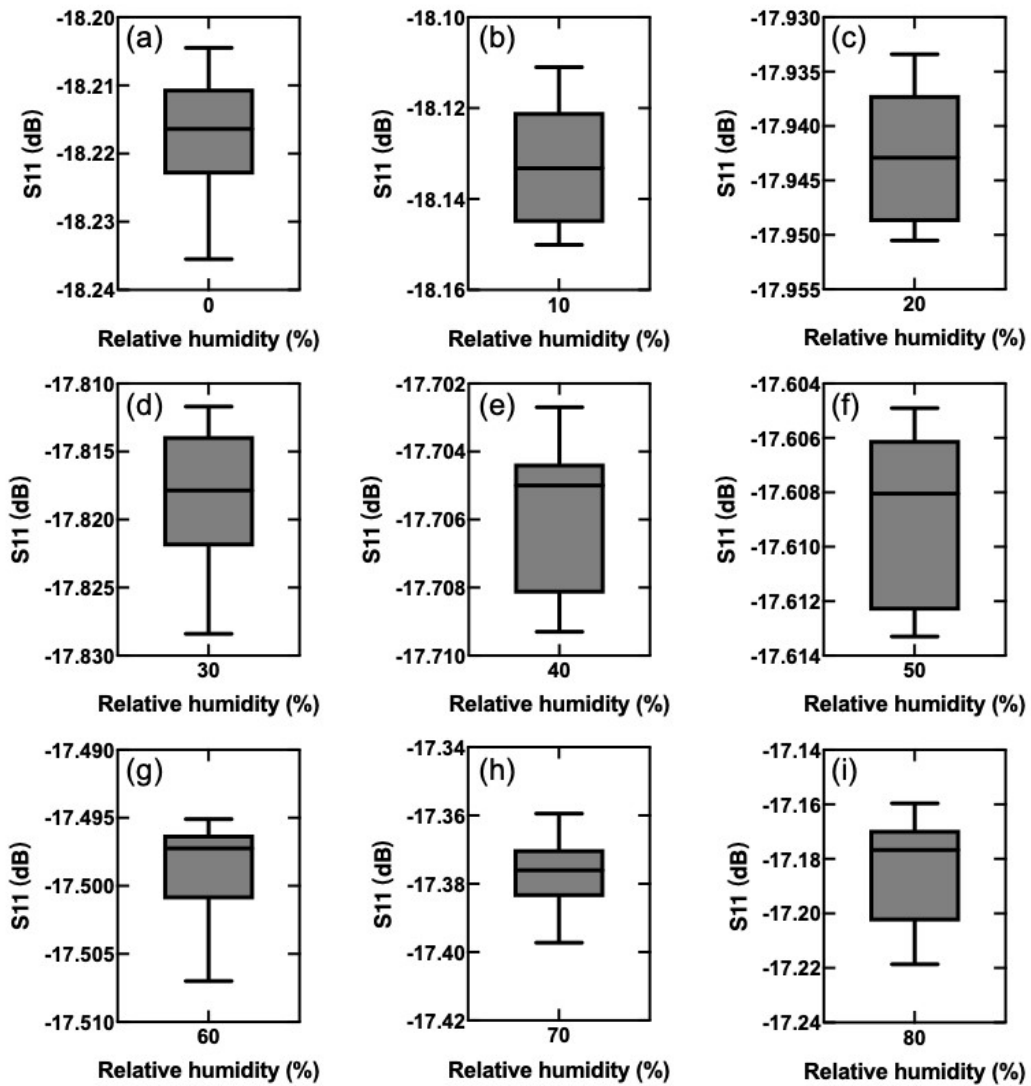 (a)
S11 (dB)
-18.20
-18.21
-18.22
-18.23
-18.24
0
Relative humidity (%)
(b)
S11 (dB)
-18.10
-18.12
-18.14
-18.16
10
Relative humidity (%)
(c)
S11 (dB)
-17.930
-17.935
-17.940
-17.945
-17.950
-17.955
20
Relative humidity (%)
(d)
S11 (dB)
-17.810
-17.815
-17.820
-17.825
-17.830
30
Relative humidity (%)
(e)
S11 (dB)
-17.702
-17.704
-17.706
-17.708
-17.710
40
Relative humidity (%)
(f)
S11 (dB)
-17.604
-17.606
-17.608
-17.610
-17.612
-17.614
50
Relative humidity (%)
(g)
S11 (dB)
-17.490
-17.495
-17.500
-17.505
-17.510
60
Relative humidity (%)
(h)
S11 (dB)
-17.34
-17.36
-17.38
-17.40
-17.42
70
Relative humidity (%)
(i)
S11 (dB)
-17.14
-17.16
-17.18
-17.20
-17.22
-17.24
80
Relative humidity (%)